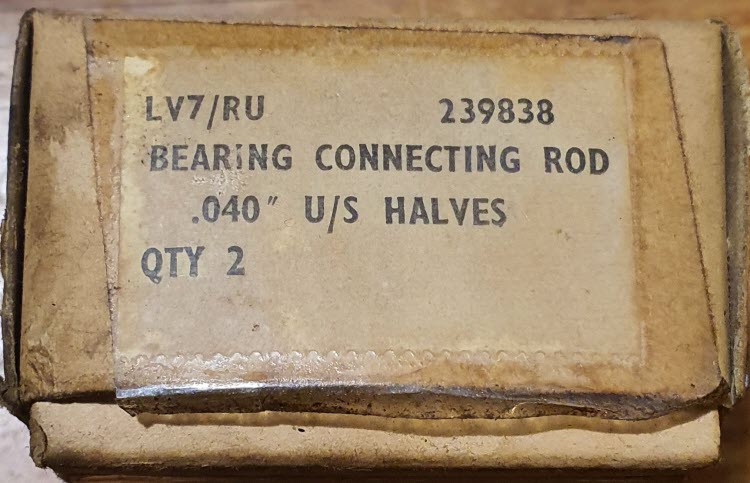 LV7/RU 239838
BEARING CONNECTING ROD
.040" U/S HALVES
QTY 2